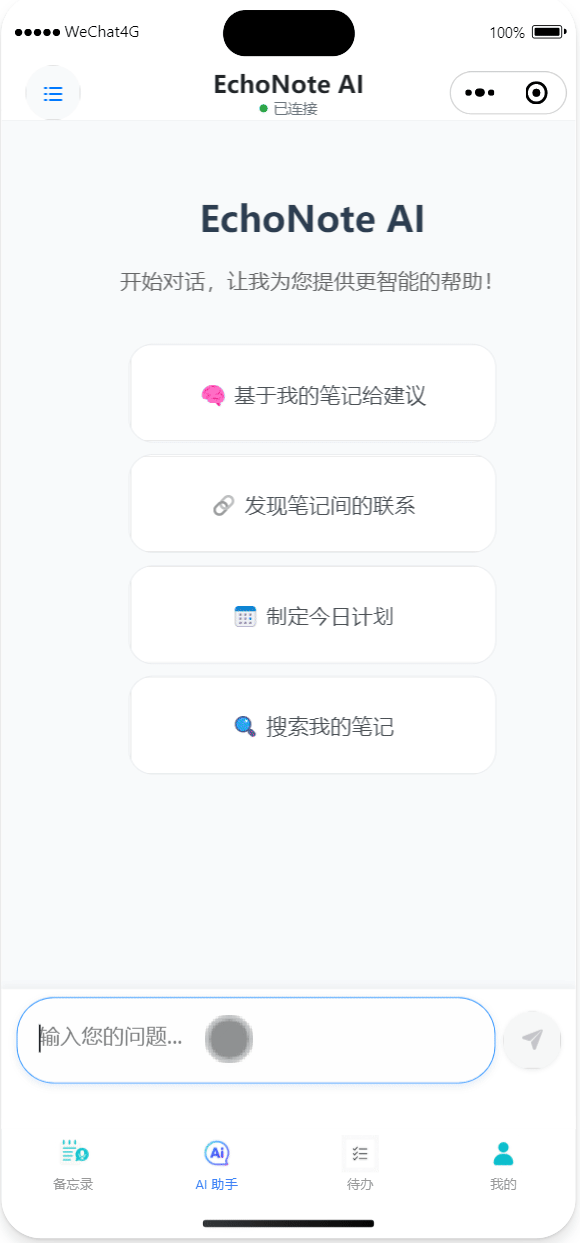 WeChat4G
100%
EchoNote AI
已连接
EchoNote AI
开始对话，让我为您提供更智能的帮助！
基于我的笔记给建议
发现笔记间的联系
制定今日计划
搜索我的笔记
输入您的问题...
备忘录
Ai
AI 助手
待办
我的